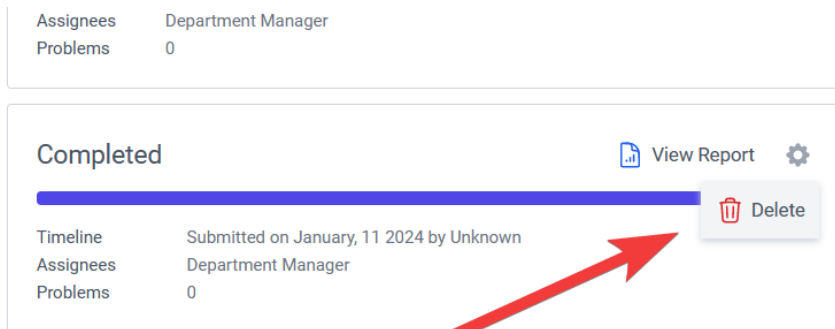 Assignees Department Manager
Problems 0
Completed View Report
Delete
Timeline Submitted on January, 11 2024 by Unknown
Assignees Department Manager
Problems 0